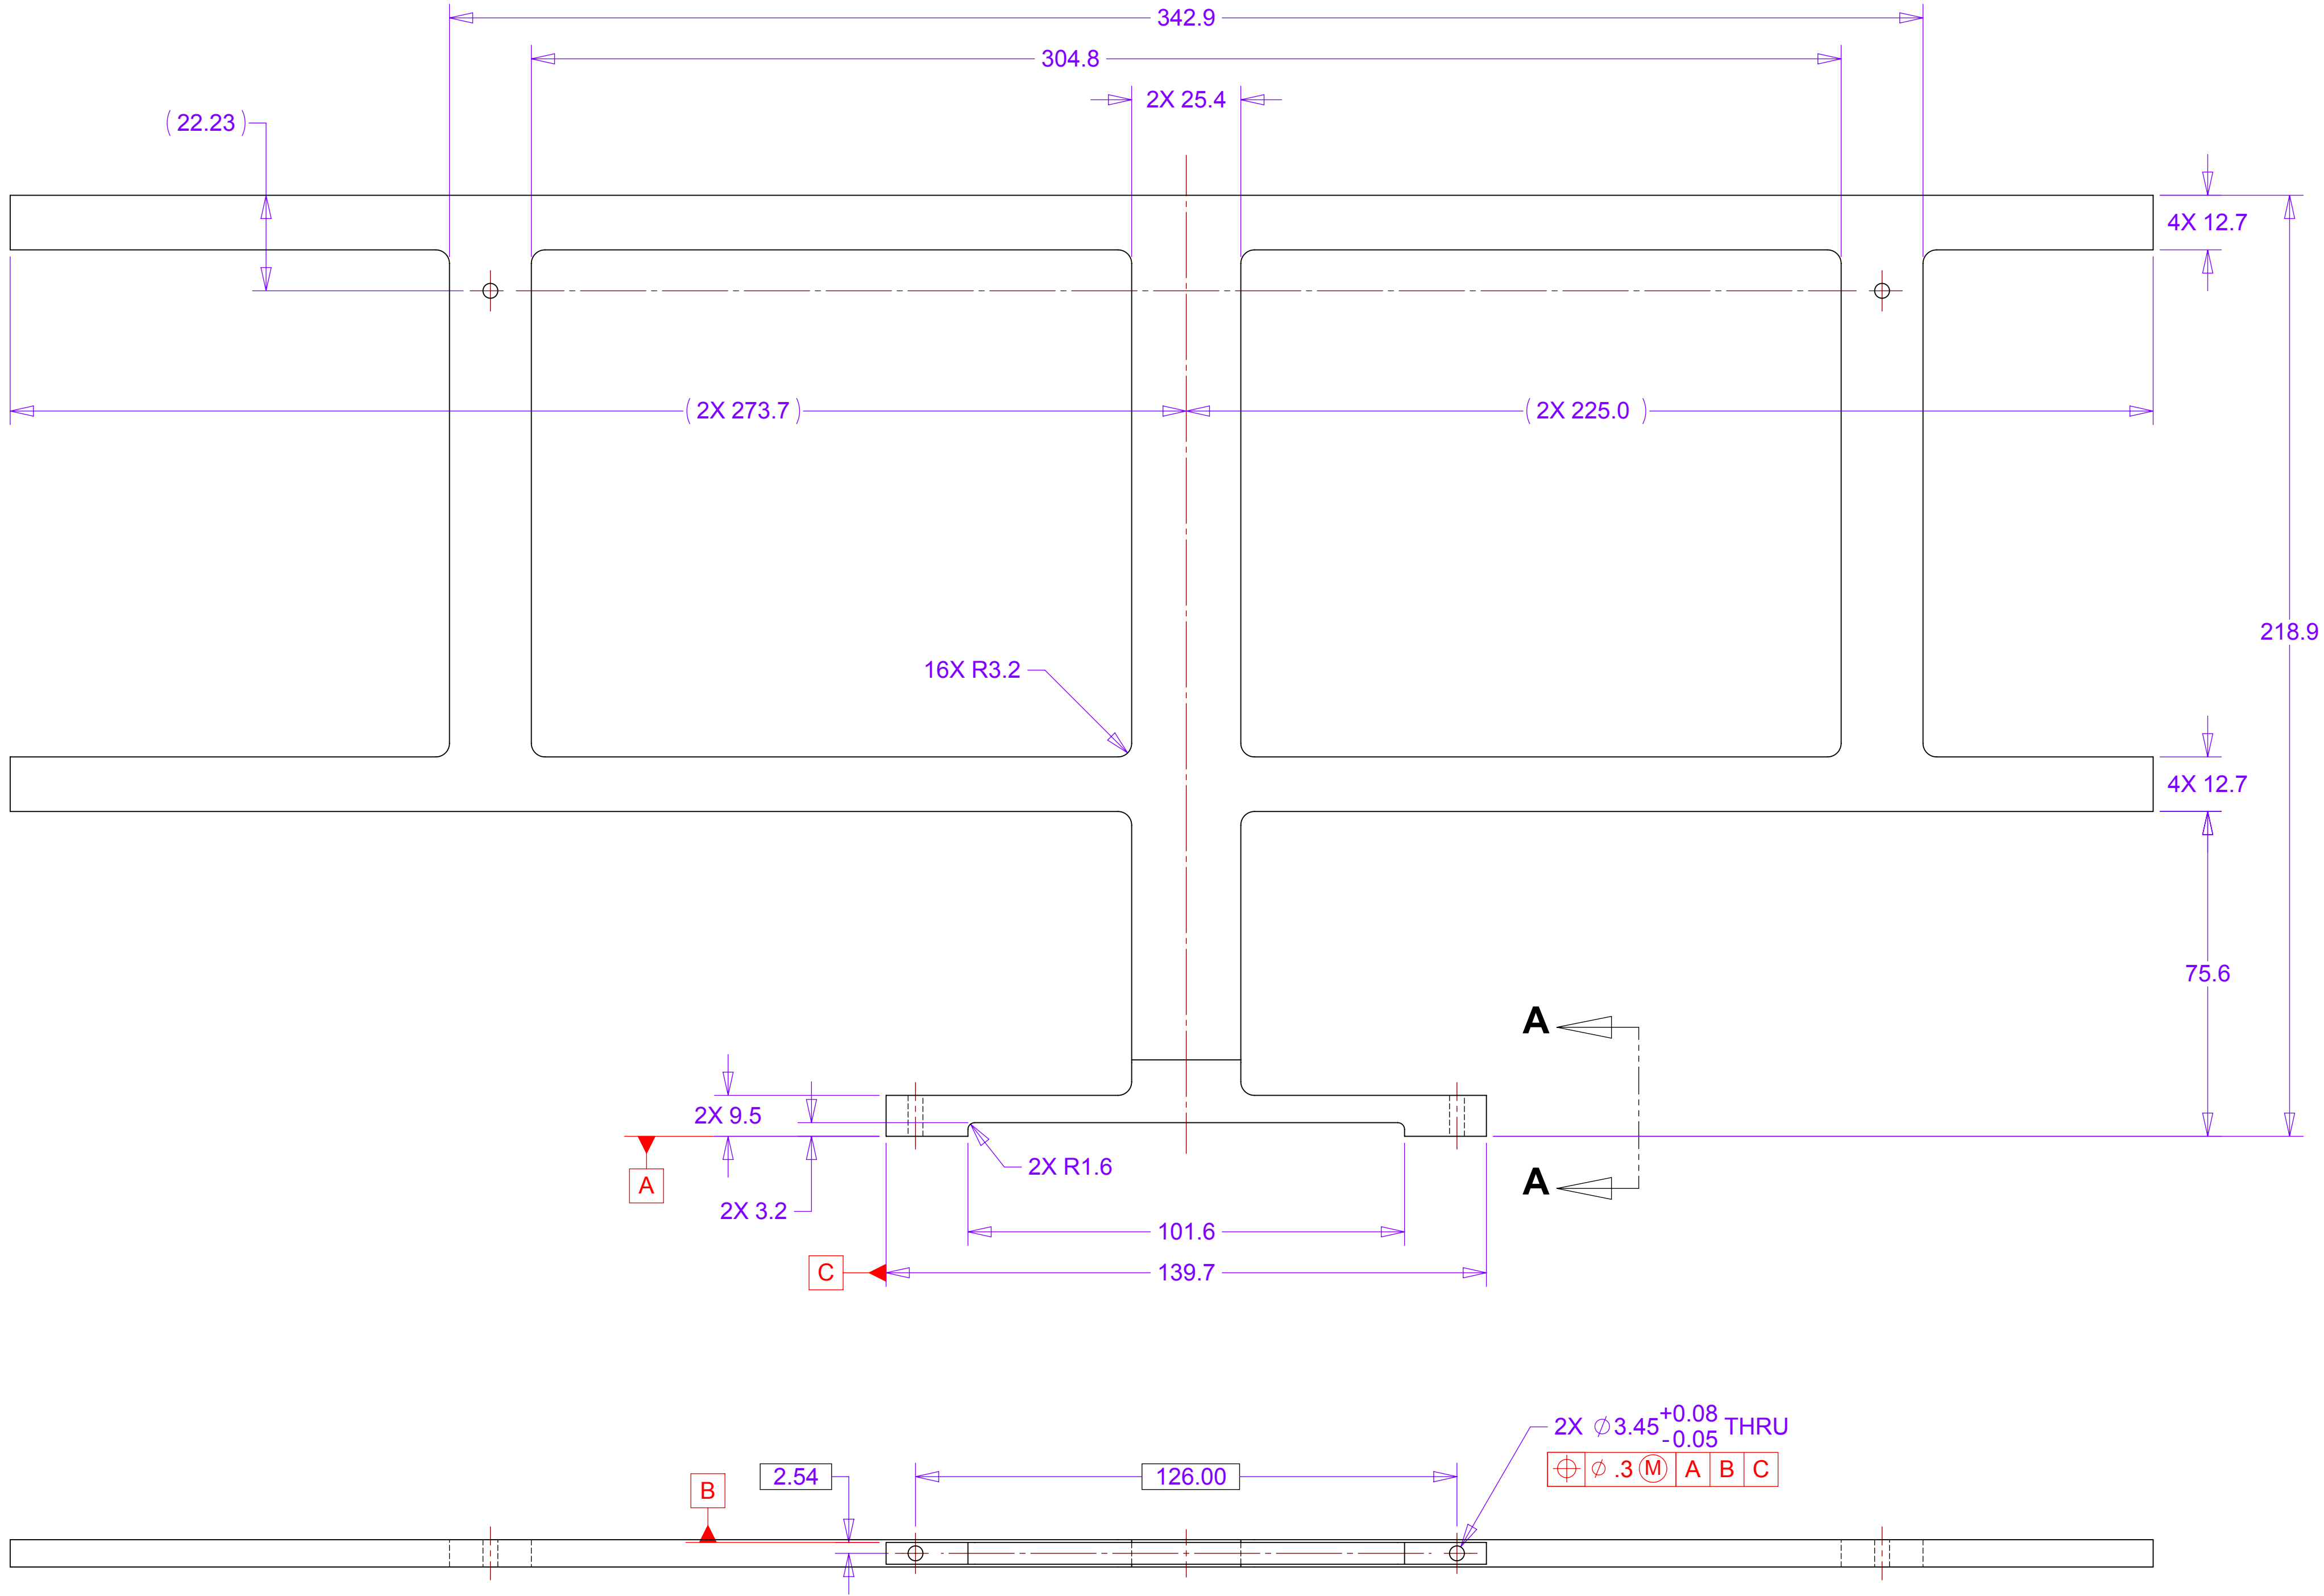 342.9
304.8
2X 25.4
(22.23)
4X 12.7
(2X 273.7)
(2X 225.0 )
218.9
16X R3.2
4X 12.7
75.6
A
2X 9.5
2X R1.6
A
A
2X 3.2
101.6
C
139.7
2X ⌀3.45 +0.08 -0.05 THRU
⌖ ⌀ .3 Ⓜ A B C
2.54
126.00
B